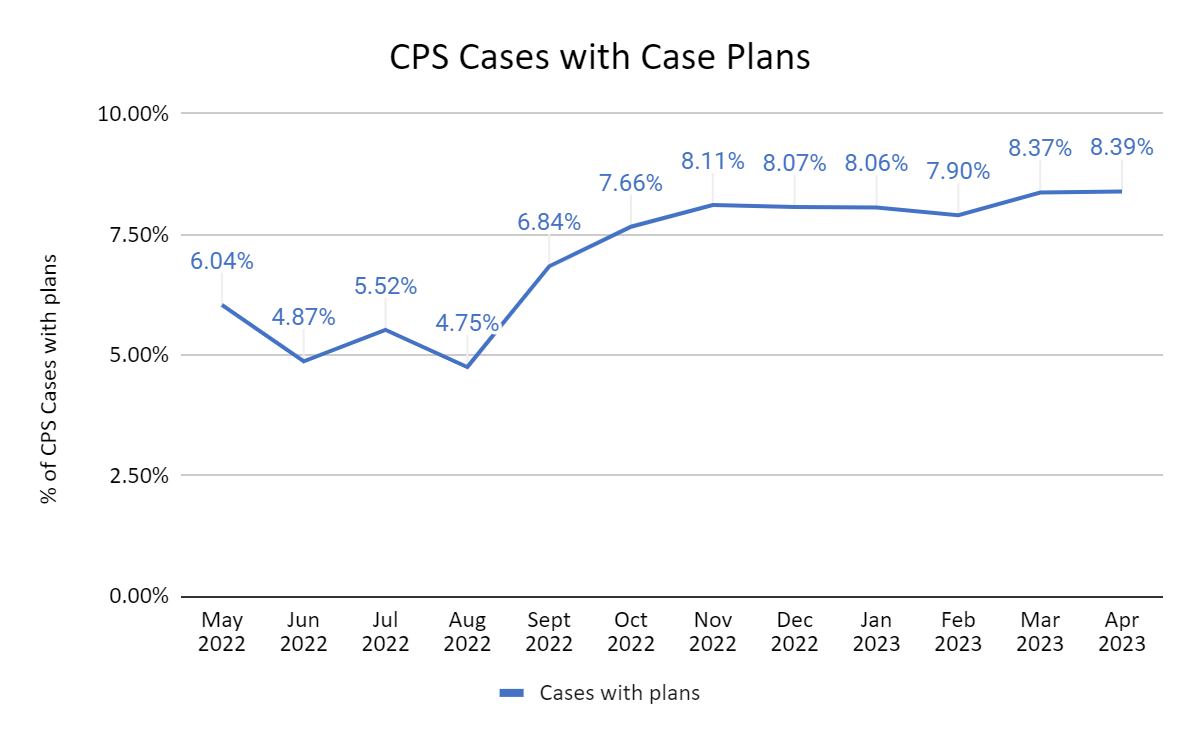 CPS Cases with Case Plans
% of CPS Cases with plans
10.00%
7.50%
5.00%
2.50%
0.00%
6.04%
4.87%
5.52%
4.75%
6.84%
7.66%
8.11%
8.07%
8.06%
7.90%
8.37%
8.39%
May
2022
Jun
2022
Jul
2022
Aug
2022
Sept
2022
Oct
2022
Nov
2022
Dec
2022
Jan
2023
Feb
2023
Mar
2023
Apr
2023
Cases with plans